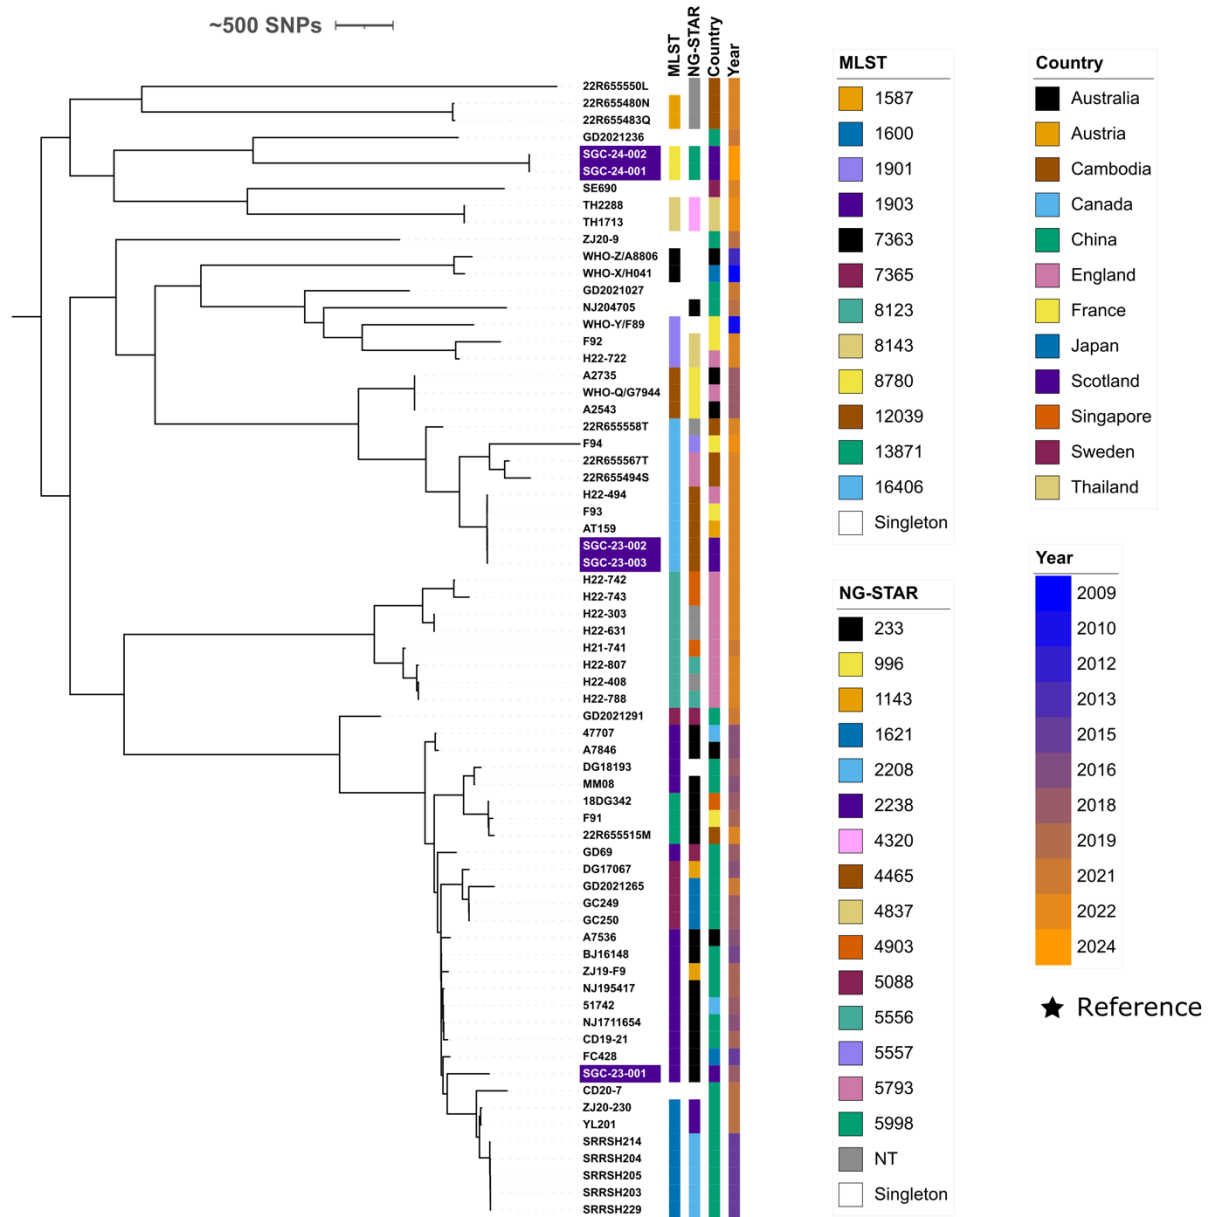 ~500 SNPs
MLST
NG-STAR
Country
Year
22R655550L
22R655480N
22R655483Q
GD2021236
SGC-24-002
SGC-24-001
SE690
TH2288
TH1713
ZJ20-9
WHO-Z/A8806
WHO-X/H041
GD2021027
NJ204705
WHO-Y/F89
F92
H22-722
A2735
WHO-Q/G7944
A2543
22R655558T
F94
22R655567T
22R655494S
H22-494
F93
AT159
SGC-23-002
SGC-23-003
H22-742
H22-743
H22-303
H22-631
H21-741
H22-807
H22-408
H22-788
GD2021291
47707
A7846
DG18193
MM08
18DG342
F91
22R655515M
GD69
DG17067
GD2021265
GC249
GC250
A7536
BJ16148
ZJ19-F9
NJ195417
51742
NJ1711654
CD19-21
FC428
SGC-23-001
CD20-7
ZJ20-230
YL201
SRRSH214
SRRSH204
SRRSH205
SRRSH203
SRRSH229
MLST
1587
1600
1901
1903
7363
7365
8123
8143
8780
12039
13871
16406
Singleton
NG-STAR
233
996
1143
1621
2208
2238
4320
4465
4837
4903
5088
5556
5557
5793
5998
NT
Singleton
Country
Australia
Austria
Cambodia
Canada
China
England
France
Japan
Scotland
Singapore
Sweden
Thailand
Year
2009
2010
2012
2013
2015
2016
2018
2019
2021
2022
2024
★ Reference